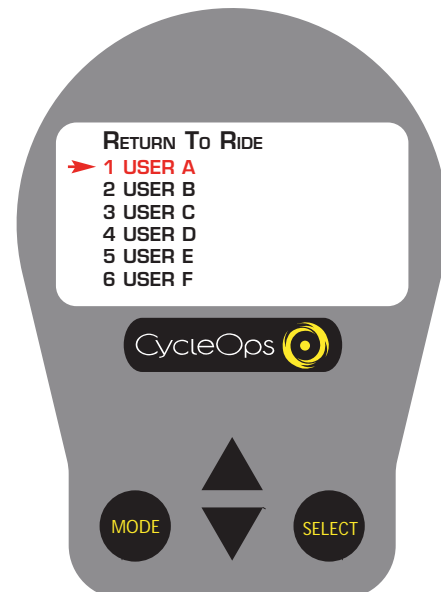 RETURN TO RIDE
1 USER A
2 USER B
3 USER C
4 USER D
5 USER E
6 USER F
CycleOps
MODE
SELECT